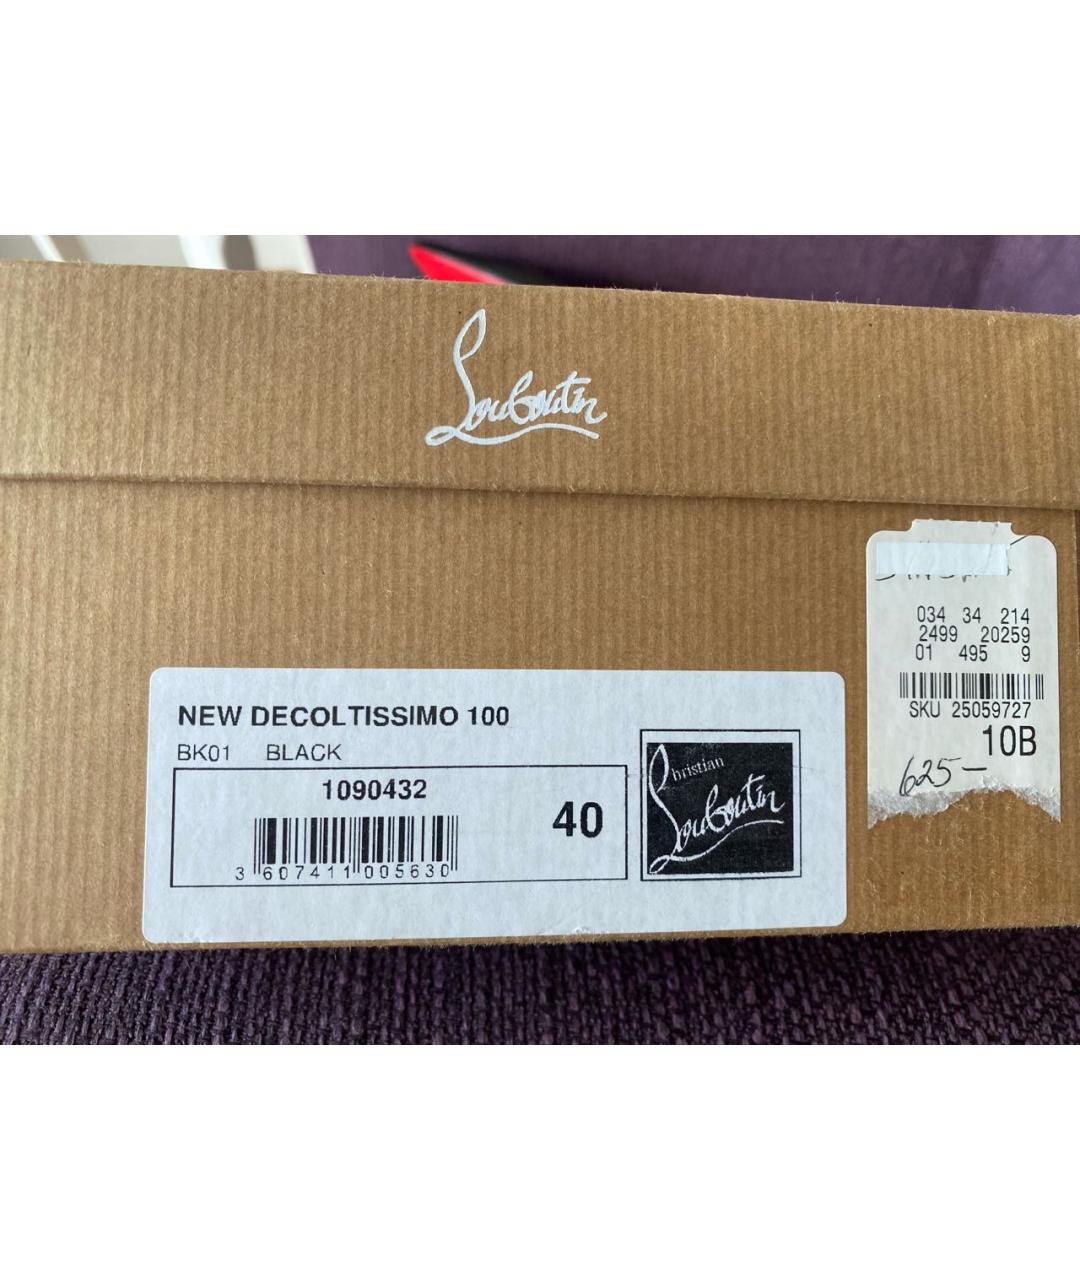 Louboutin
034 34 214
2499 20259
01 495 9
SKU 25059727
10B
625-
NEW DECOLTISSIMO 100
BK01 BLACK
1090432
40
3 607411 005630
Christian
Louboutin